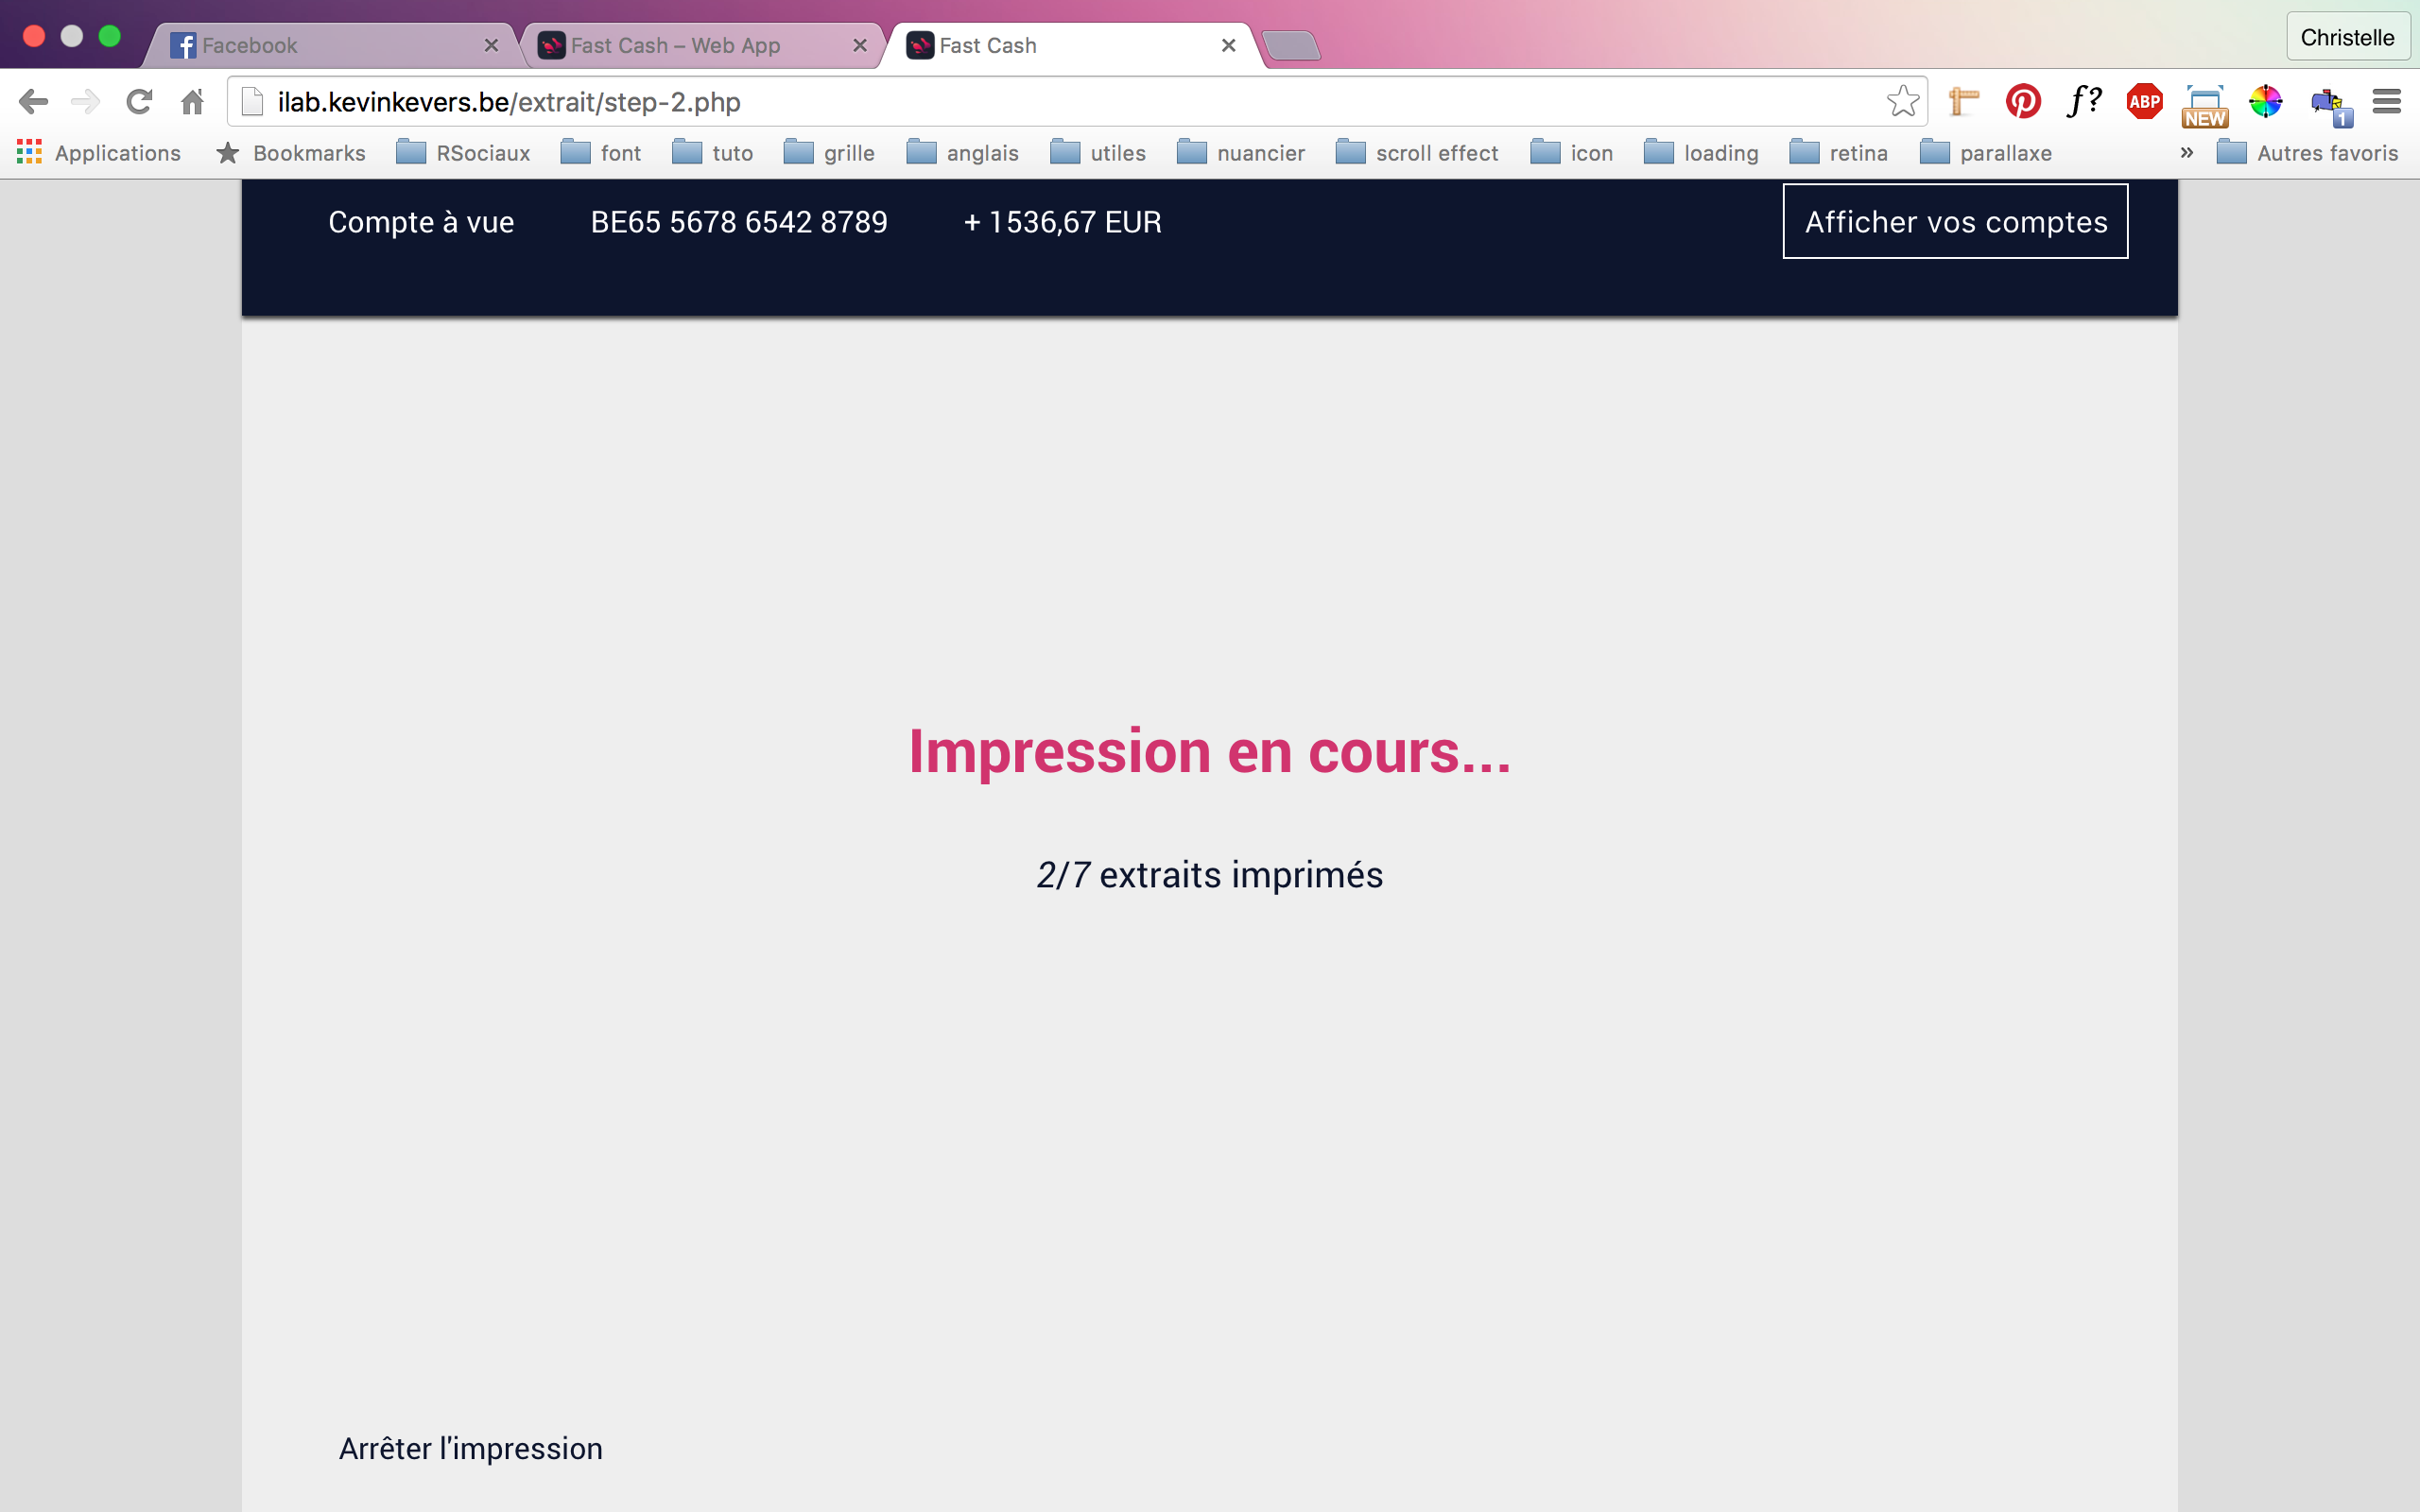 Facebook
Fast Cash – Web App
Fast Cash
Christelle
ilab.kevinkevers.be/extrait/step-2.php
f?
ABP
NEW
1
Applications
Bookmarks
RSociaux
font
tuto
grille
anglais
utiles
nuancier
scroll effect
icon
loading
retina
parallaxe
»
Autres favoris
Compte à vue
BE65 5678 6542 8789
+ 1536,67 EUR
Afficher vos comptes
Impression en cours...
2/7 extraits imprimés
Arrêter l'impression